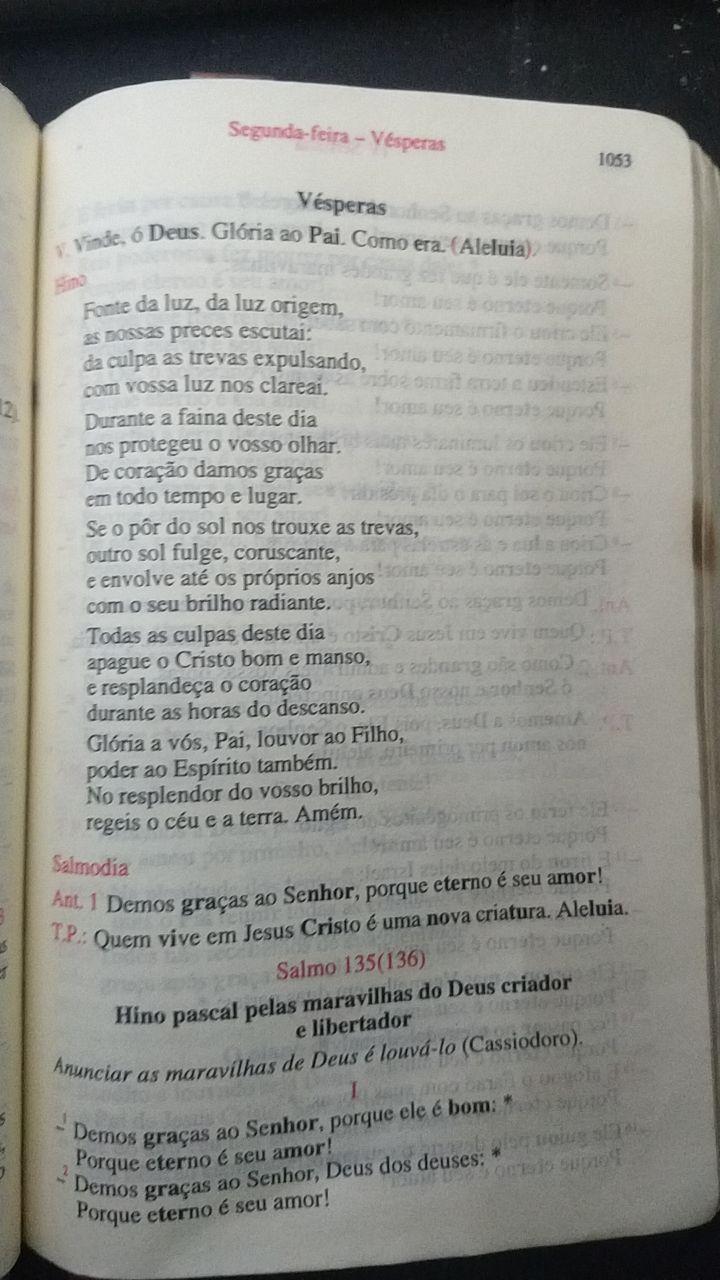 Segunda-feira – Vésperas
1053
Vésperas
V. Vinde, ó Deus. Glória ao Pai. Como era. (Aleluia).
Hino
Fonte da luz, da luz origem,
as nossas preces escutai:
da culpa as trevas expulsando,
com vossa luz nos clareai.
Durante a faina deste dia
nos protegeu o vosso olhar.
De coração damos graças
em todo tempo e lugar.
Se o pôr do sol nos trouxe as trevas,
outro sol fulge, coruscante,
e envolve até os próprios anjos
com o seu brilho radiante.
Todas as culpas deste dia
apague o Cristo bom e manso,
e resplandeça o coração
durante as horas do descanso.
Glória a vós, Pai, louvor ao Filho,
poder ao Espírito também.
No resplendor do vosso brilho,
regeis o céu e a terra. Amém.
Salmodia
Ant. 1 Demos graças ao Senhor, porque eterno é seu amor!
T.P.: Quem vive em Jesus Cristo é uma nova criatura. Aleluia.
Salmo 135(136)
Hino pascal pelas maravilhas do Deus criador
e libertador
Anunciar as maravilhas de Deus é louvá-lo (Cassiodoro).
I
–1 Demos graças ao Senhor, porque ele é bom: *
Porque eterno é seu amor!
–2 Demos graças ao Senhor, Deus dos deuses: *
Porque eterno é seu amor!